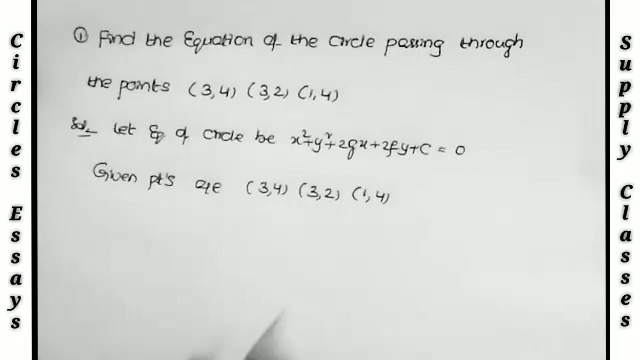 Circles Essays
① Find the Equation of the circle passing through
the points (3,4) (3,2) (1,4)
Sol. Let Eq of circle be x²+y²+2gx+2fy+c = 0
Given pt's are (3,4) (3,2) (1,4)
Supply Classes